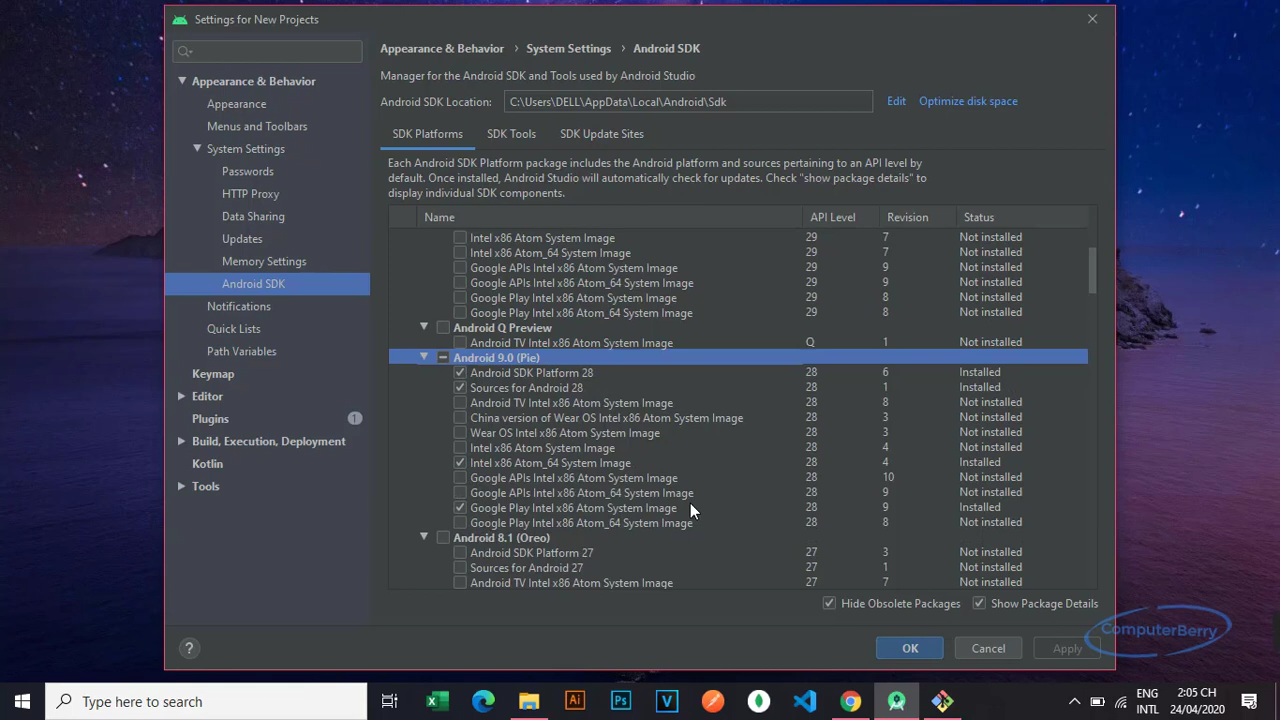 Settings for New Projects
Appearance & Behavior
Appearance
Menus and Toolbars
System Settings
Passwords
HTTP Proxy
Data Sharing
Updates
Memory Settings
Android SDK
Notifications
Quick Lists
Path Variables
Keymap
Editor
Plugins 1
Build, Execution, Deployment
Kotlin
Tools
Appearance & Behavior › System Settings › Android SDK
Manager for the Android SDK and Tools used by Android Studio
Android SDK Location: C:\Users\DELL\AppData\Local\Android\Sdk Edit Optimize disk space
SDK Platforms SDK Tools SDK Update Sites
Each Android SDK Platform package includes the Android platform and sources pertaining to an API level by
default. Once installed, Android Studio will automatically check for updates. Check "show package details" to
display individual SDK components.
Name API Level Revision Status
Intel x86 Atom System Image 29 7 Not installed
Intel x86 Atom_64 System Image 29 7 Not installed
Google APIs Intel x86 Atom System Image 29 9 Not installed
Google APIs Intel x86 Atom_64 System Image 29 9 Not installed
Google Play Intel x86 Atom System Image 29 8 Not installed
Google Play Intel x86 Atom_64 System Image 29 8 Not installed
Android Q Preview
Android TV Intel x86 Atom System Image Q 1 Not installed
Android 9.0 (Pie)
Android SDK Platform 28 28 6 Installed
Sources for Android 28 28 1 Installed
Android TV Intel x86 Atom System Image 28 8 Not installed
China version of Wear OS Intel x86 Atom System Image 28 3 Not installed
Wear OS Intel x86 Atom System Image 28 3 Not installed
Intel x86 Atom System Image 28 4 Not installed
Intel x86 Atom_64 System Image 28 4 Installed
Google APIs Intel x86 Atom System Image 28 10 Not installed
Google APIs Intel x86 Atom_64 System Image 28 9 Not installed
Google Play Intel x86 Atom System Image 28 9 Installed
Google Play Intel x86 Atom_64 System Image 28 8 Not installed
Android 8.1 (Oreo)
Android SDK Platform 27 27 3 Not installed
Sources for Android 27 27 1 Not installed
Android TV Intel x86 Atom System Image 27 7 Not installed
Hide Obsolete Packages Show Package Details
ComputerBerry
? OK Cancel Apply
Type here to search
Ai
Ps
V
ENG
INTL
2:05 CH
24/04/2020